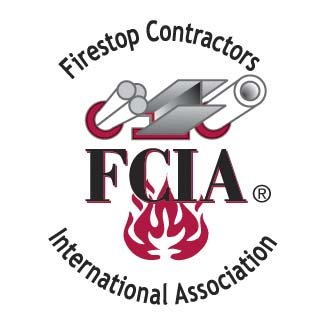 Firestop Contractors
FCIA®
International Association